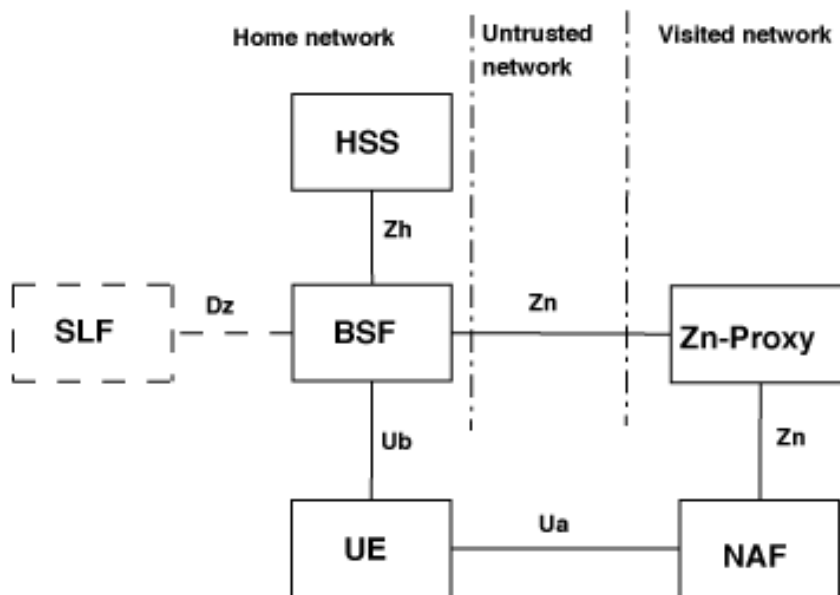 Home network
Untrusted
network
Visited network
HSS
Zh
SLF
Dz
BSF
Zn
Zn-Proxy
Ub
Zn
UE
Ua
NAF